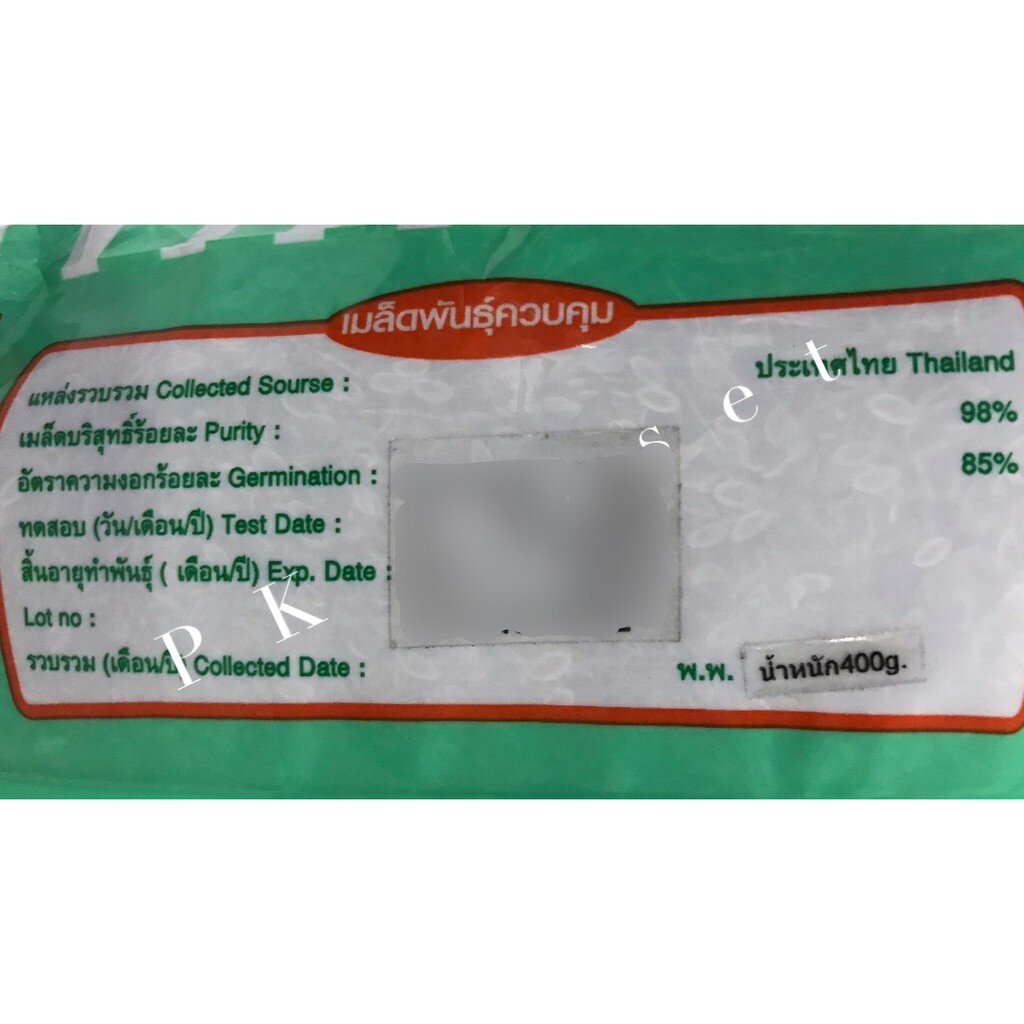 เมล็ดพันธุ์ควบคุม
แหล่งรวบรวม Collected Sourse : ประเทศไทย Thailand
เมล็ดบริสุทธิ์ร้อยละ Purity : 98%
อัตราความงอกร้อยละ Germination : 85%
ทดสอบ (วัน/เดือน/ปี) Test Date :
สิ้นอายุทำพันธุ์ ( เดือน/ปี) Exp. Date :
Lot no :
รวบรวม (เดือน/ปี) Collected Date : พ.พ. น้ำหนัก400g.
P K s e t